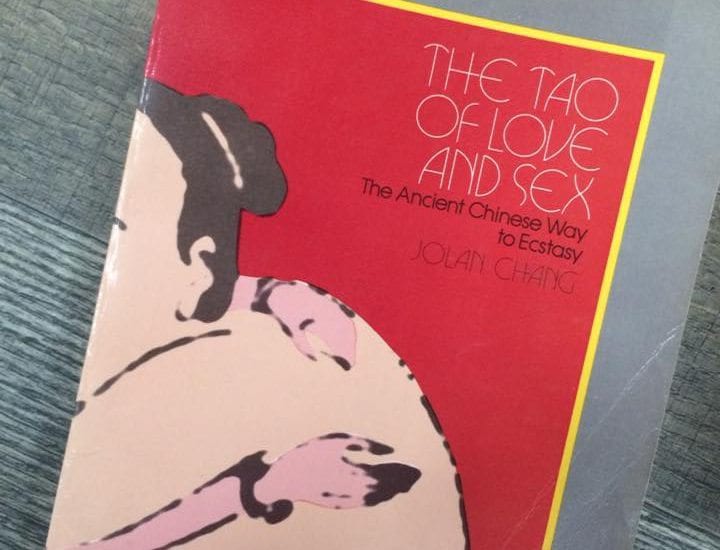 THE TAO
OF LOVE
AND SEX
The Ancient Chinese Way
to Ecstasy
JOLAN CHANG